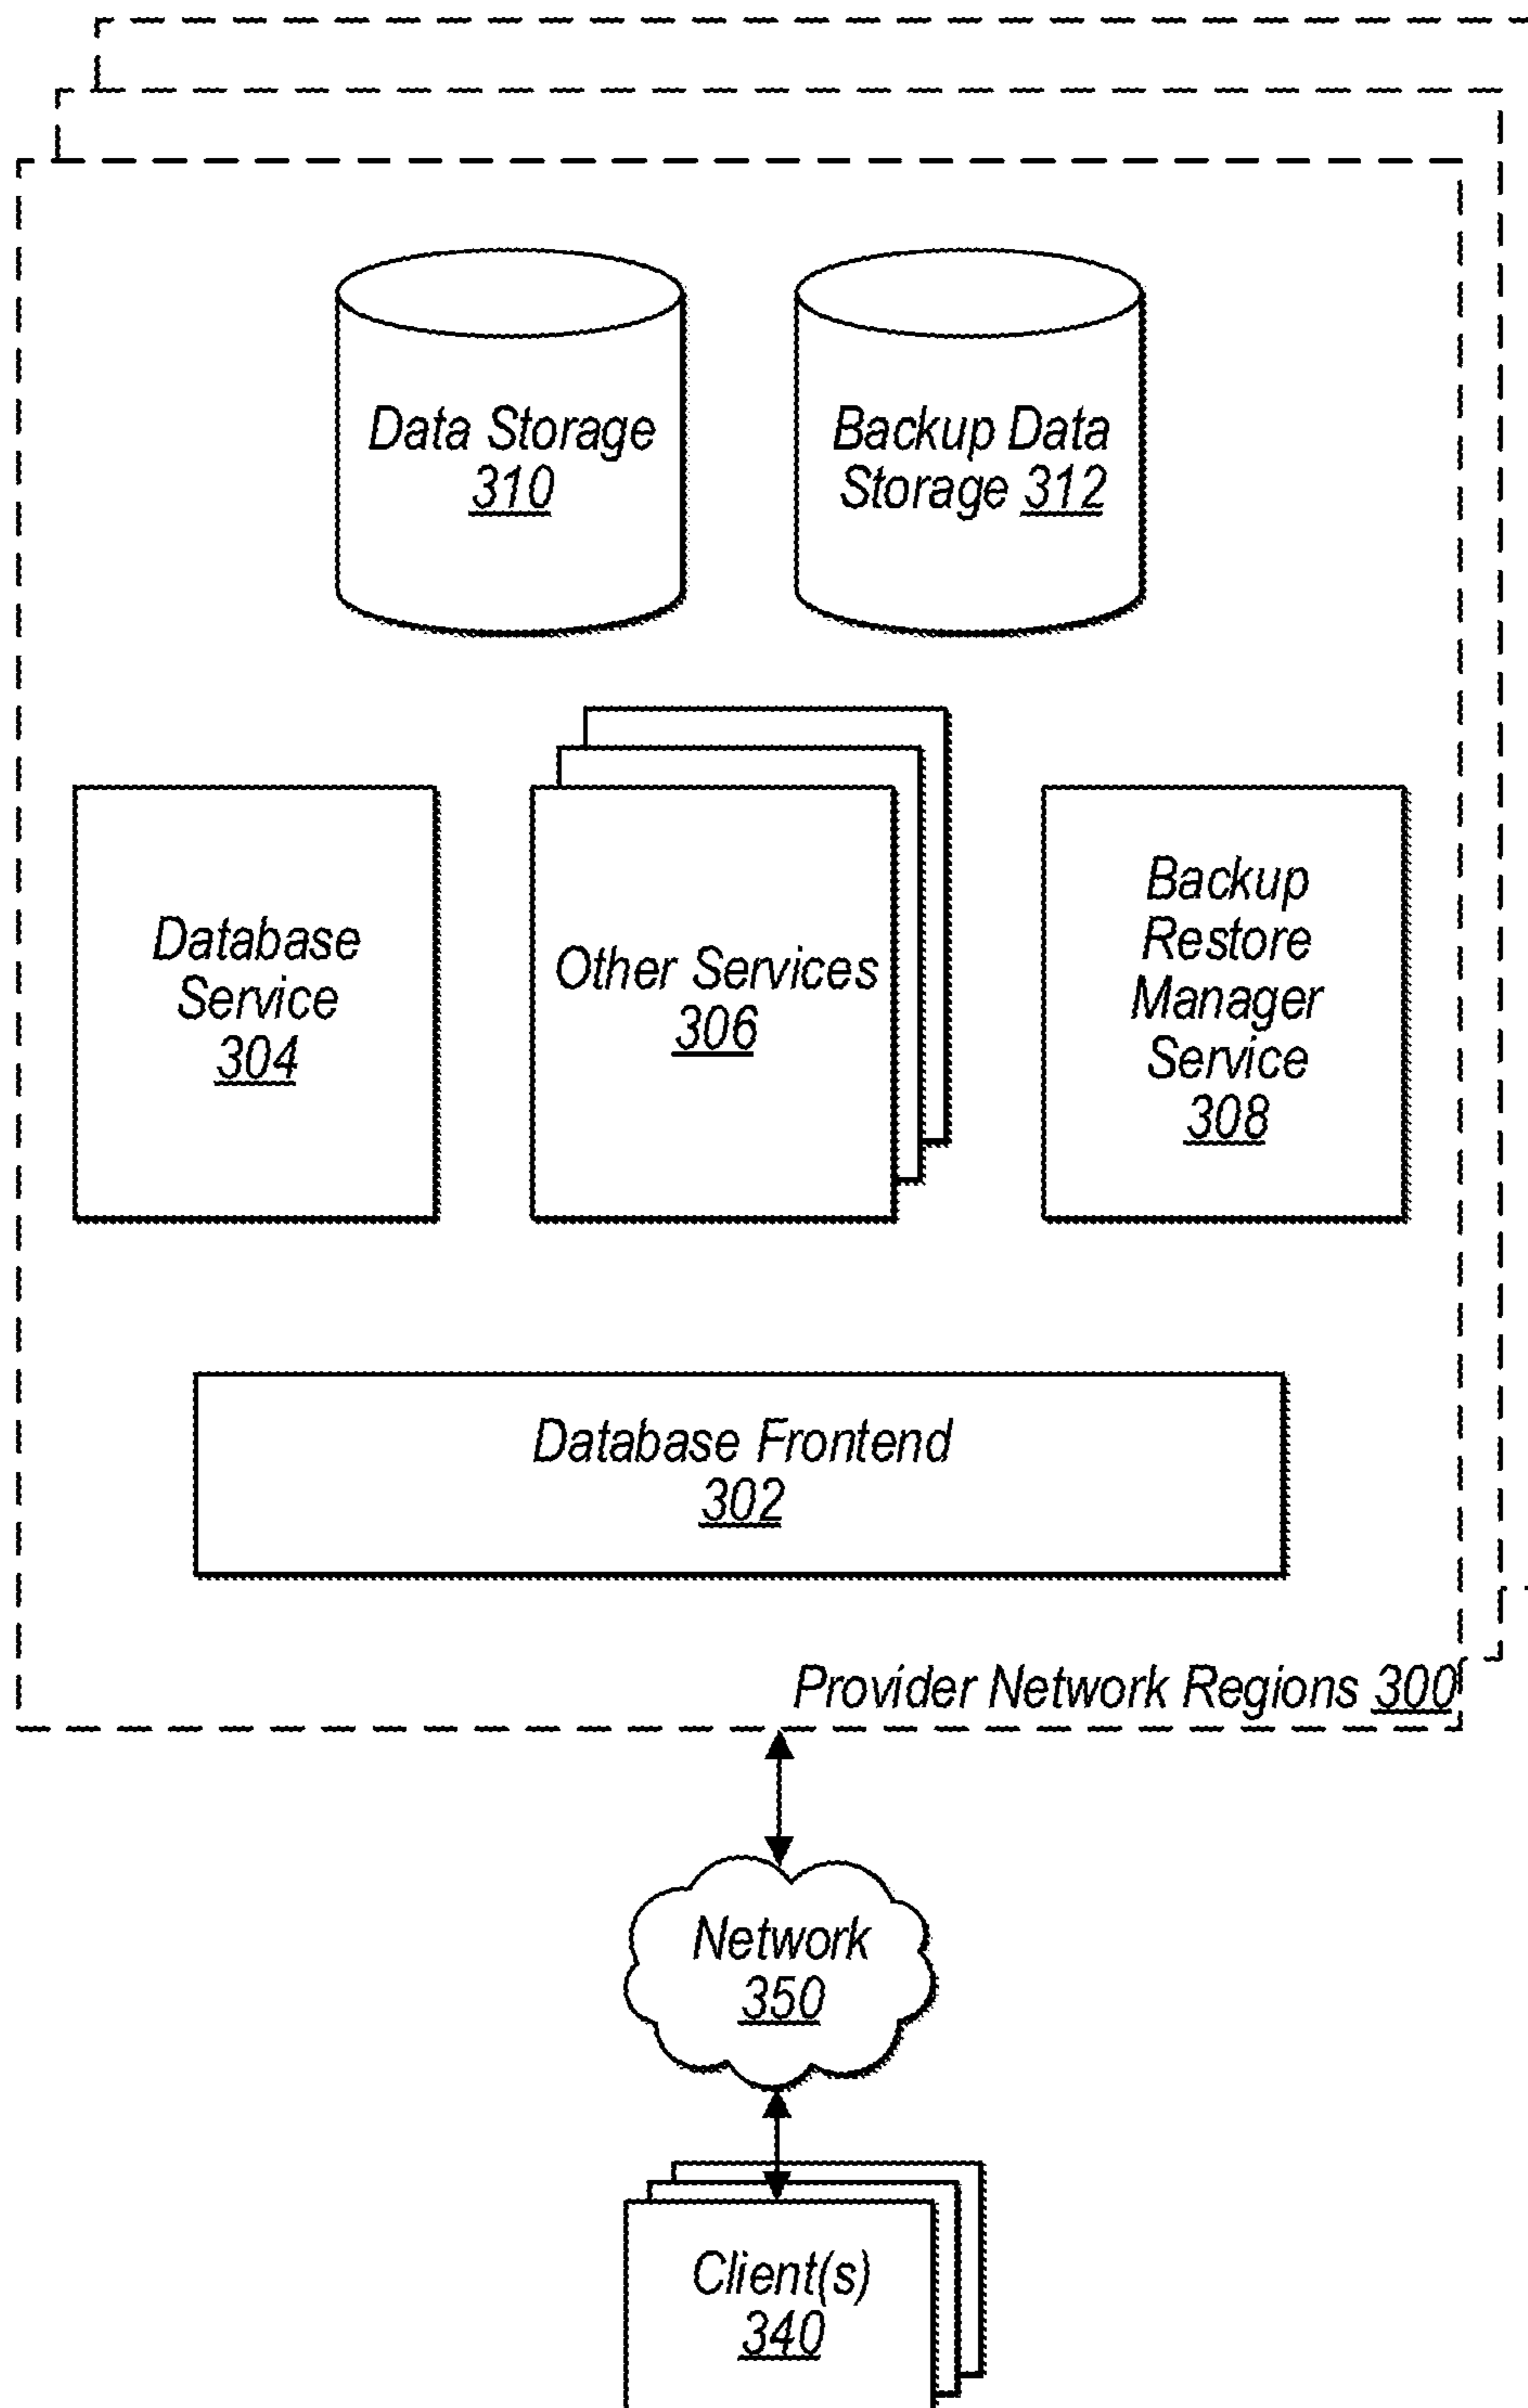 Data Storage
310
Backup Data
Storage 312
Database
Service
304
Other Services
306
Backup
Restore
Manager
Service
308
Database Frontend
302
Provider Network Regions 300
Network
350
Client(s)
340